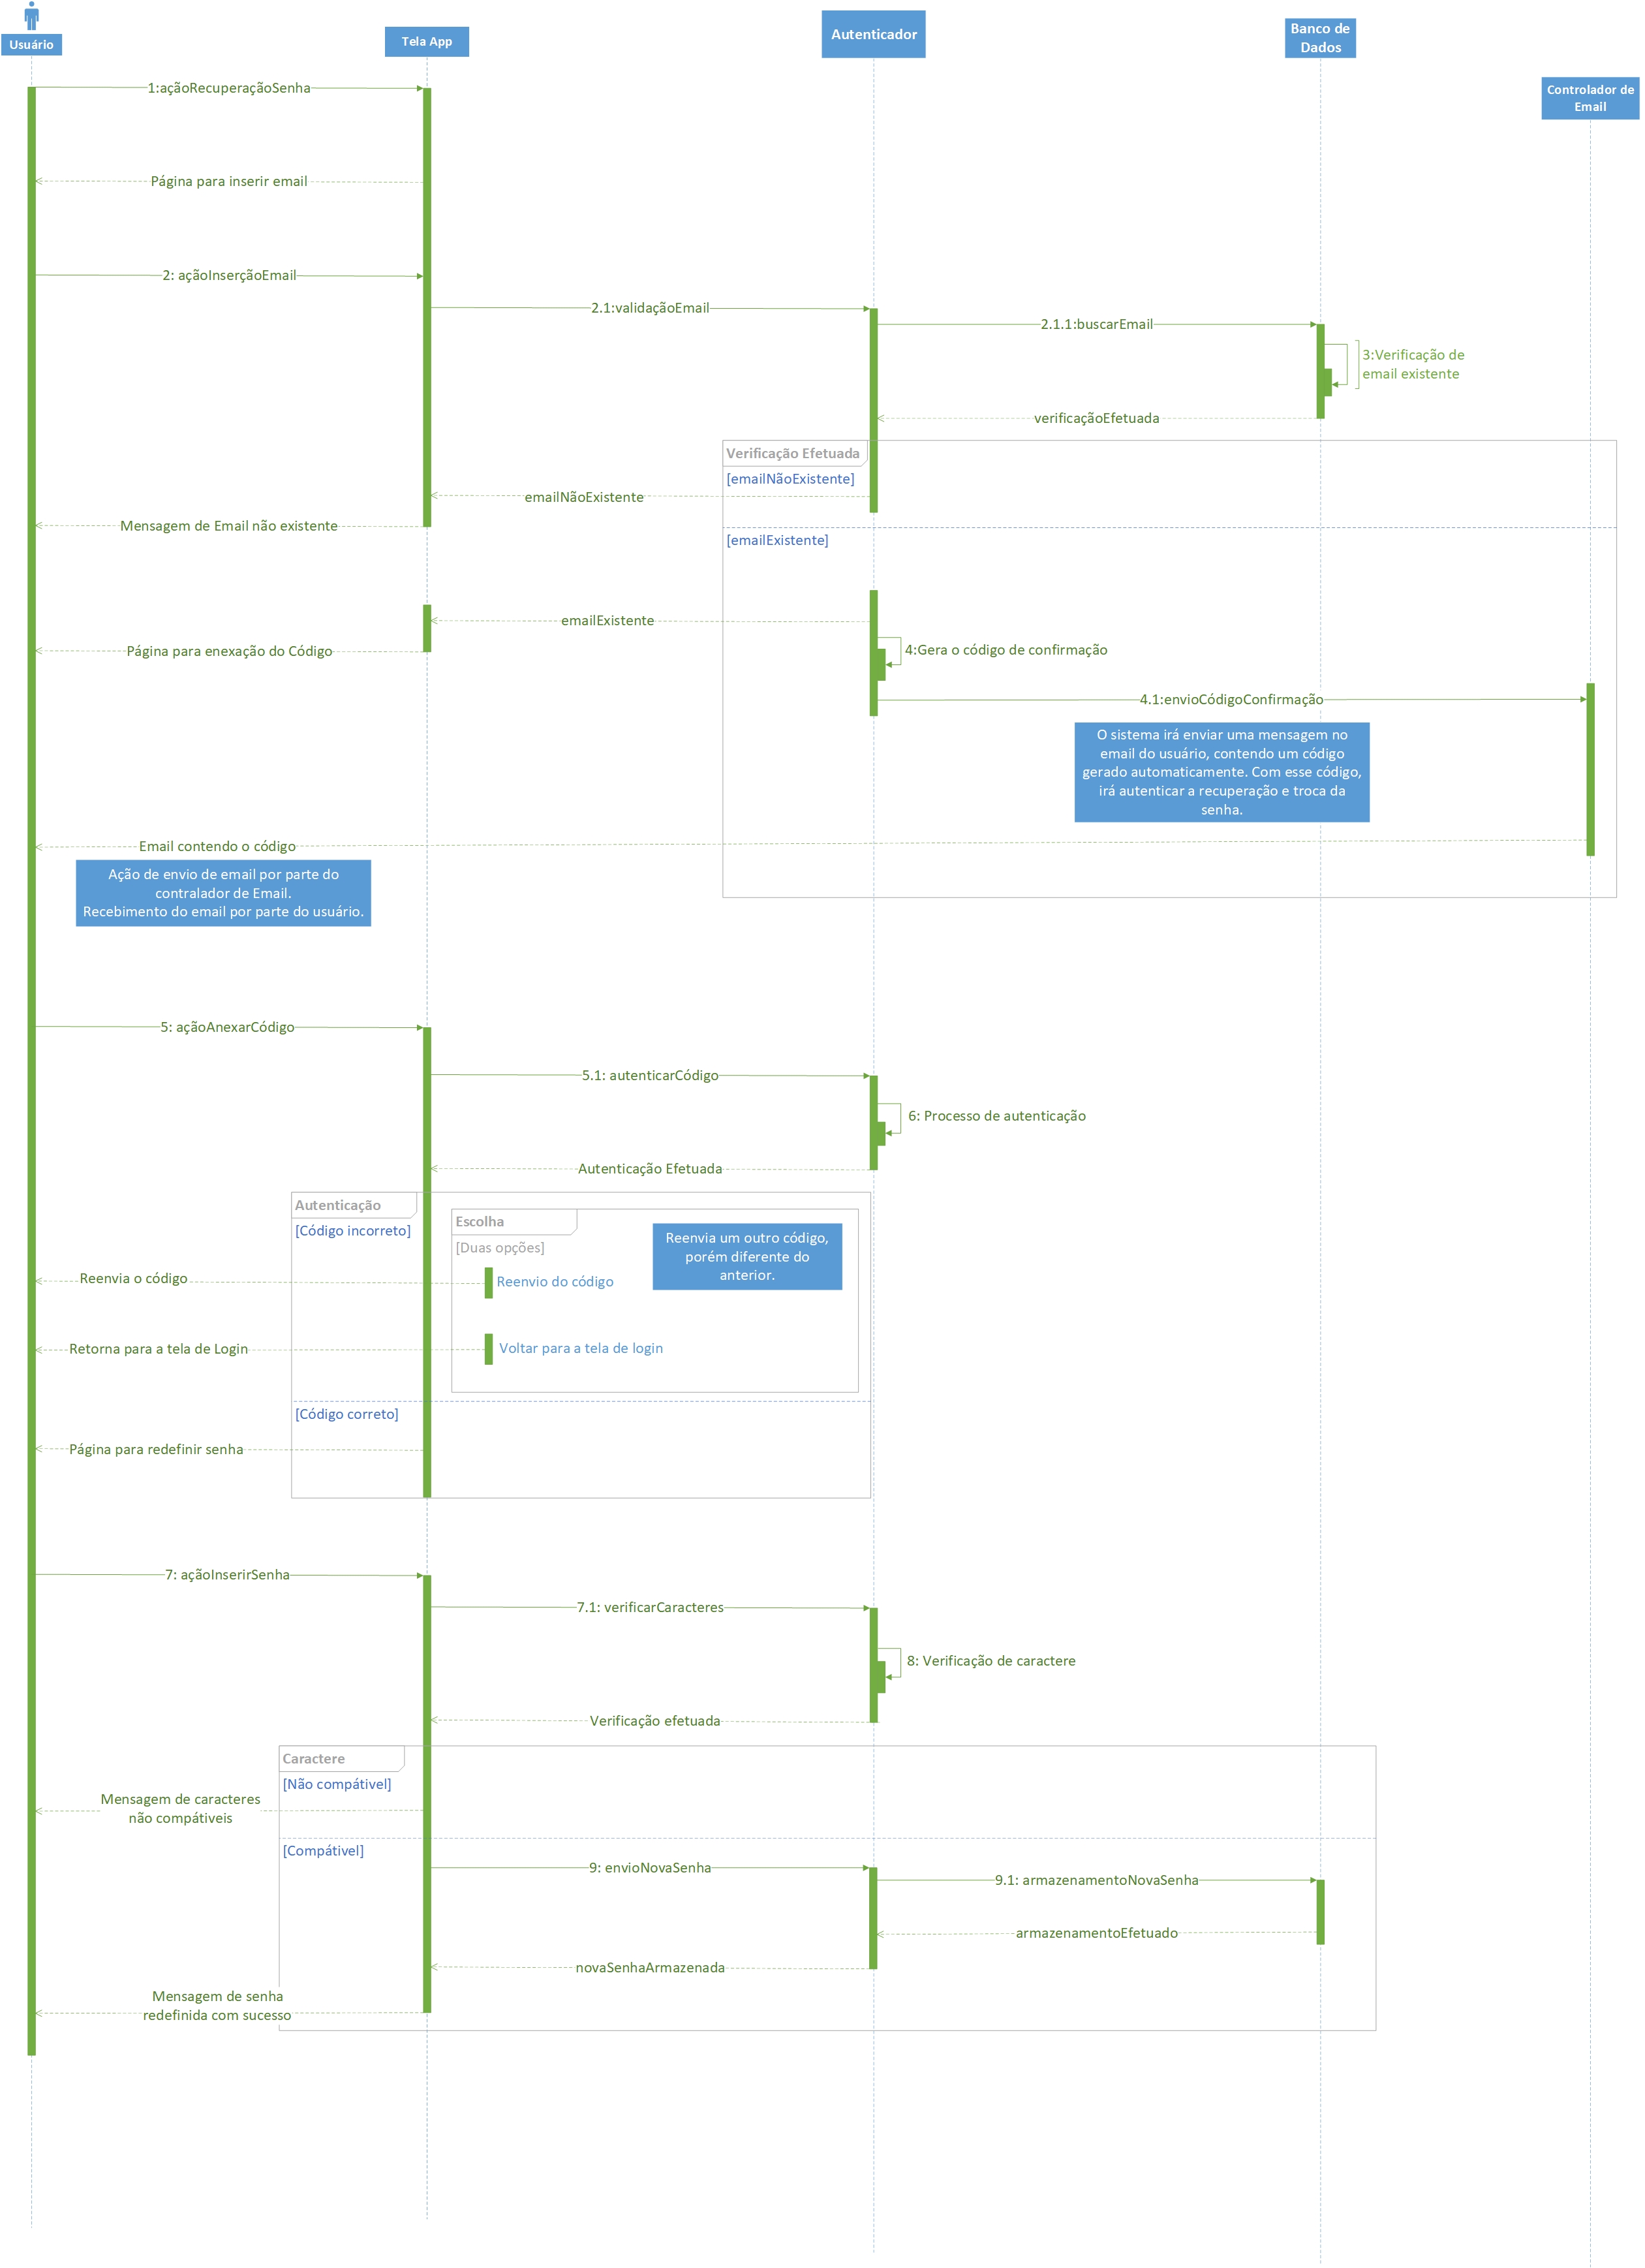 Usuário
Tela App
Autenticador
Banco de
Dados
Controlador de
Email
1:açãoRecuperaçãoSenha
Página para inserir email
2: açãoInserçãoEmail
2.1:validaçãoEmail
2.1.1:buscarEmail
3:Verificação de
email existente
verificaçãoEfetuada
Verificação Efetuada
[emailNãoExistente]
emailNãoExistente
Mensagem de Email não existente
[emailExistente]
emailExistente
Página para enexação do Código
4:Gera o código de confirmação
4.1:envioCódigoConfirmação
O sistema irá enviar uma mensagem no
email do usuário, contendo um código
gerado automaticamente. Com esse código,
irá autenticar a recuperação e troca da
senha.
Email contendo o código
Ação de envio de email por parte do
contralador de Email.
Recebimento do email por parte do usuário.
5: açãoAnexarCódigo
5.1: autenticarCódigo
6: Processo de autenticação
Autenticação Efetuada
Autenticação
[Código incorreto]
Escolha
[Duas opções]
Reenvia um outro código,
porém diferente do
anterior.
Reenvia o código
Reenvio do código
Retorna para a tela de Login
Voltar para a tela de login
[Código correto]
Página para redefinir senha
7: açãoInserirSenha
7.1: verificarCaracteres
8: Verificação de caractere
Verificação efetuada
Caractere
[Não compátivel]
Mensagem de caracteres
não compátiveis
[Compátivel]
9: envioNovaSenha
9.1: armazenamentoNovaSenha
armazenamentoEfetuado
novaSenhaArmazenada
Mensagem de senha
redefinida com sucesso